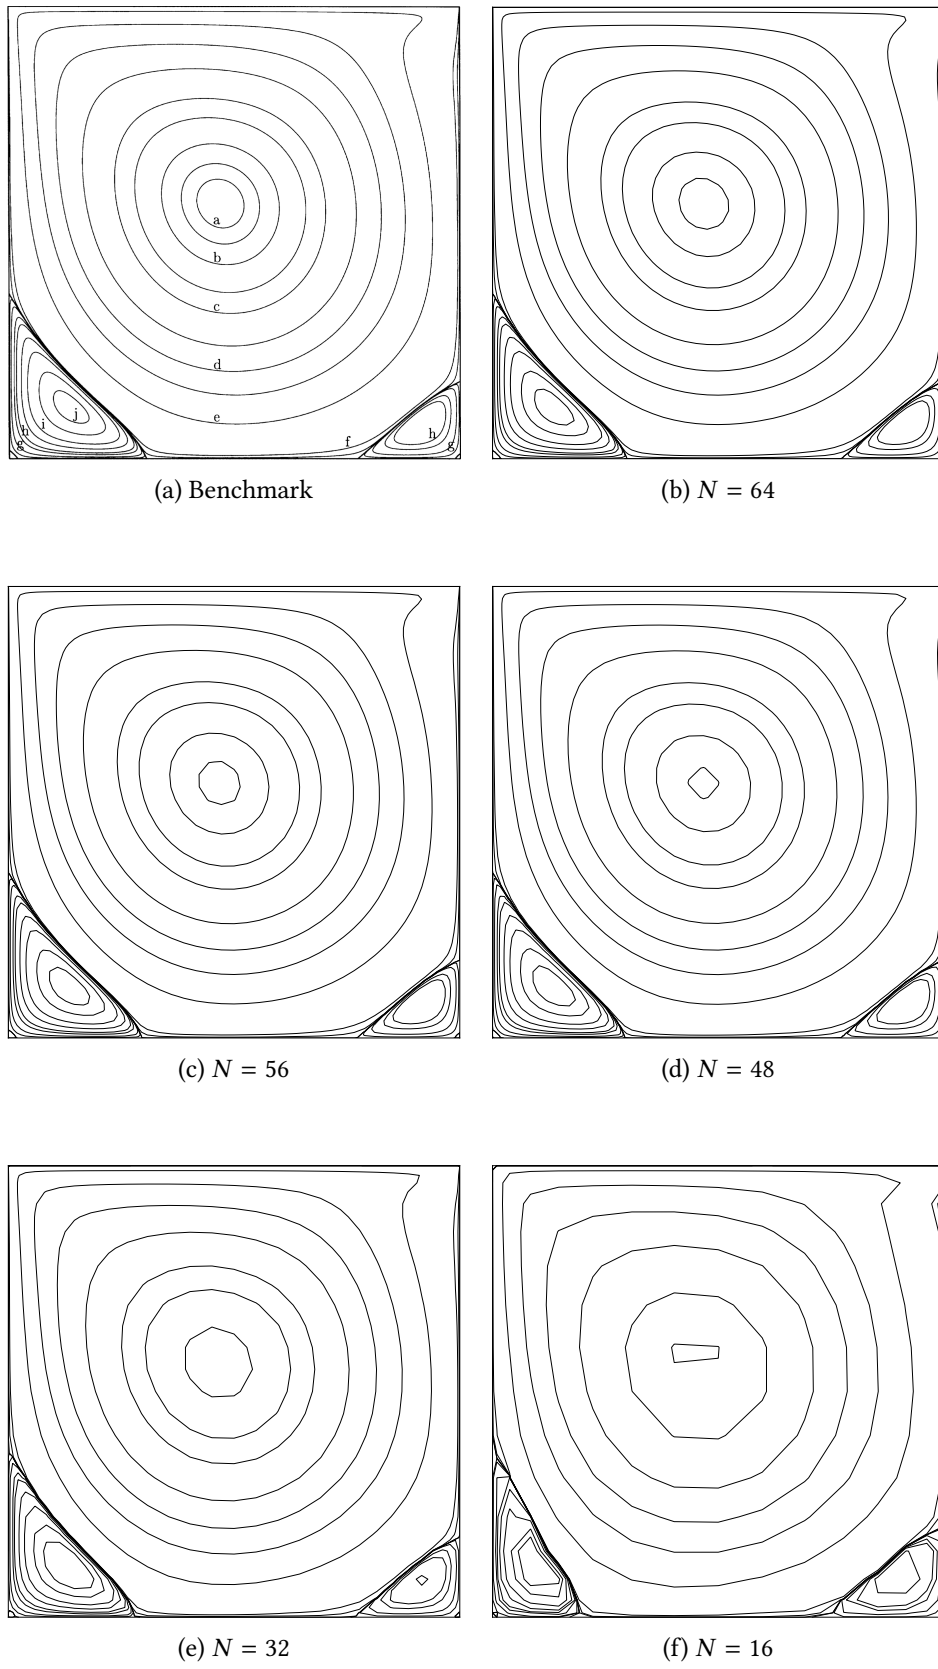 a
b
c
d
e
f
j
i
h
g
h
g
(a) Benchmark
(b) N = 64
(c) N = 56
(d) N = 48
(e) N = 32
(f) N = 16